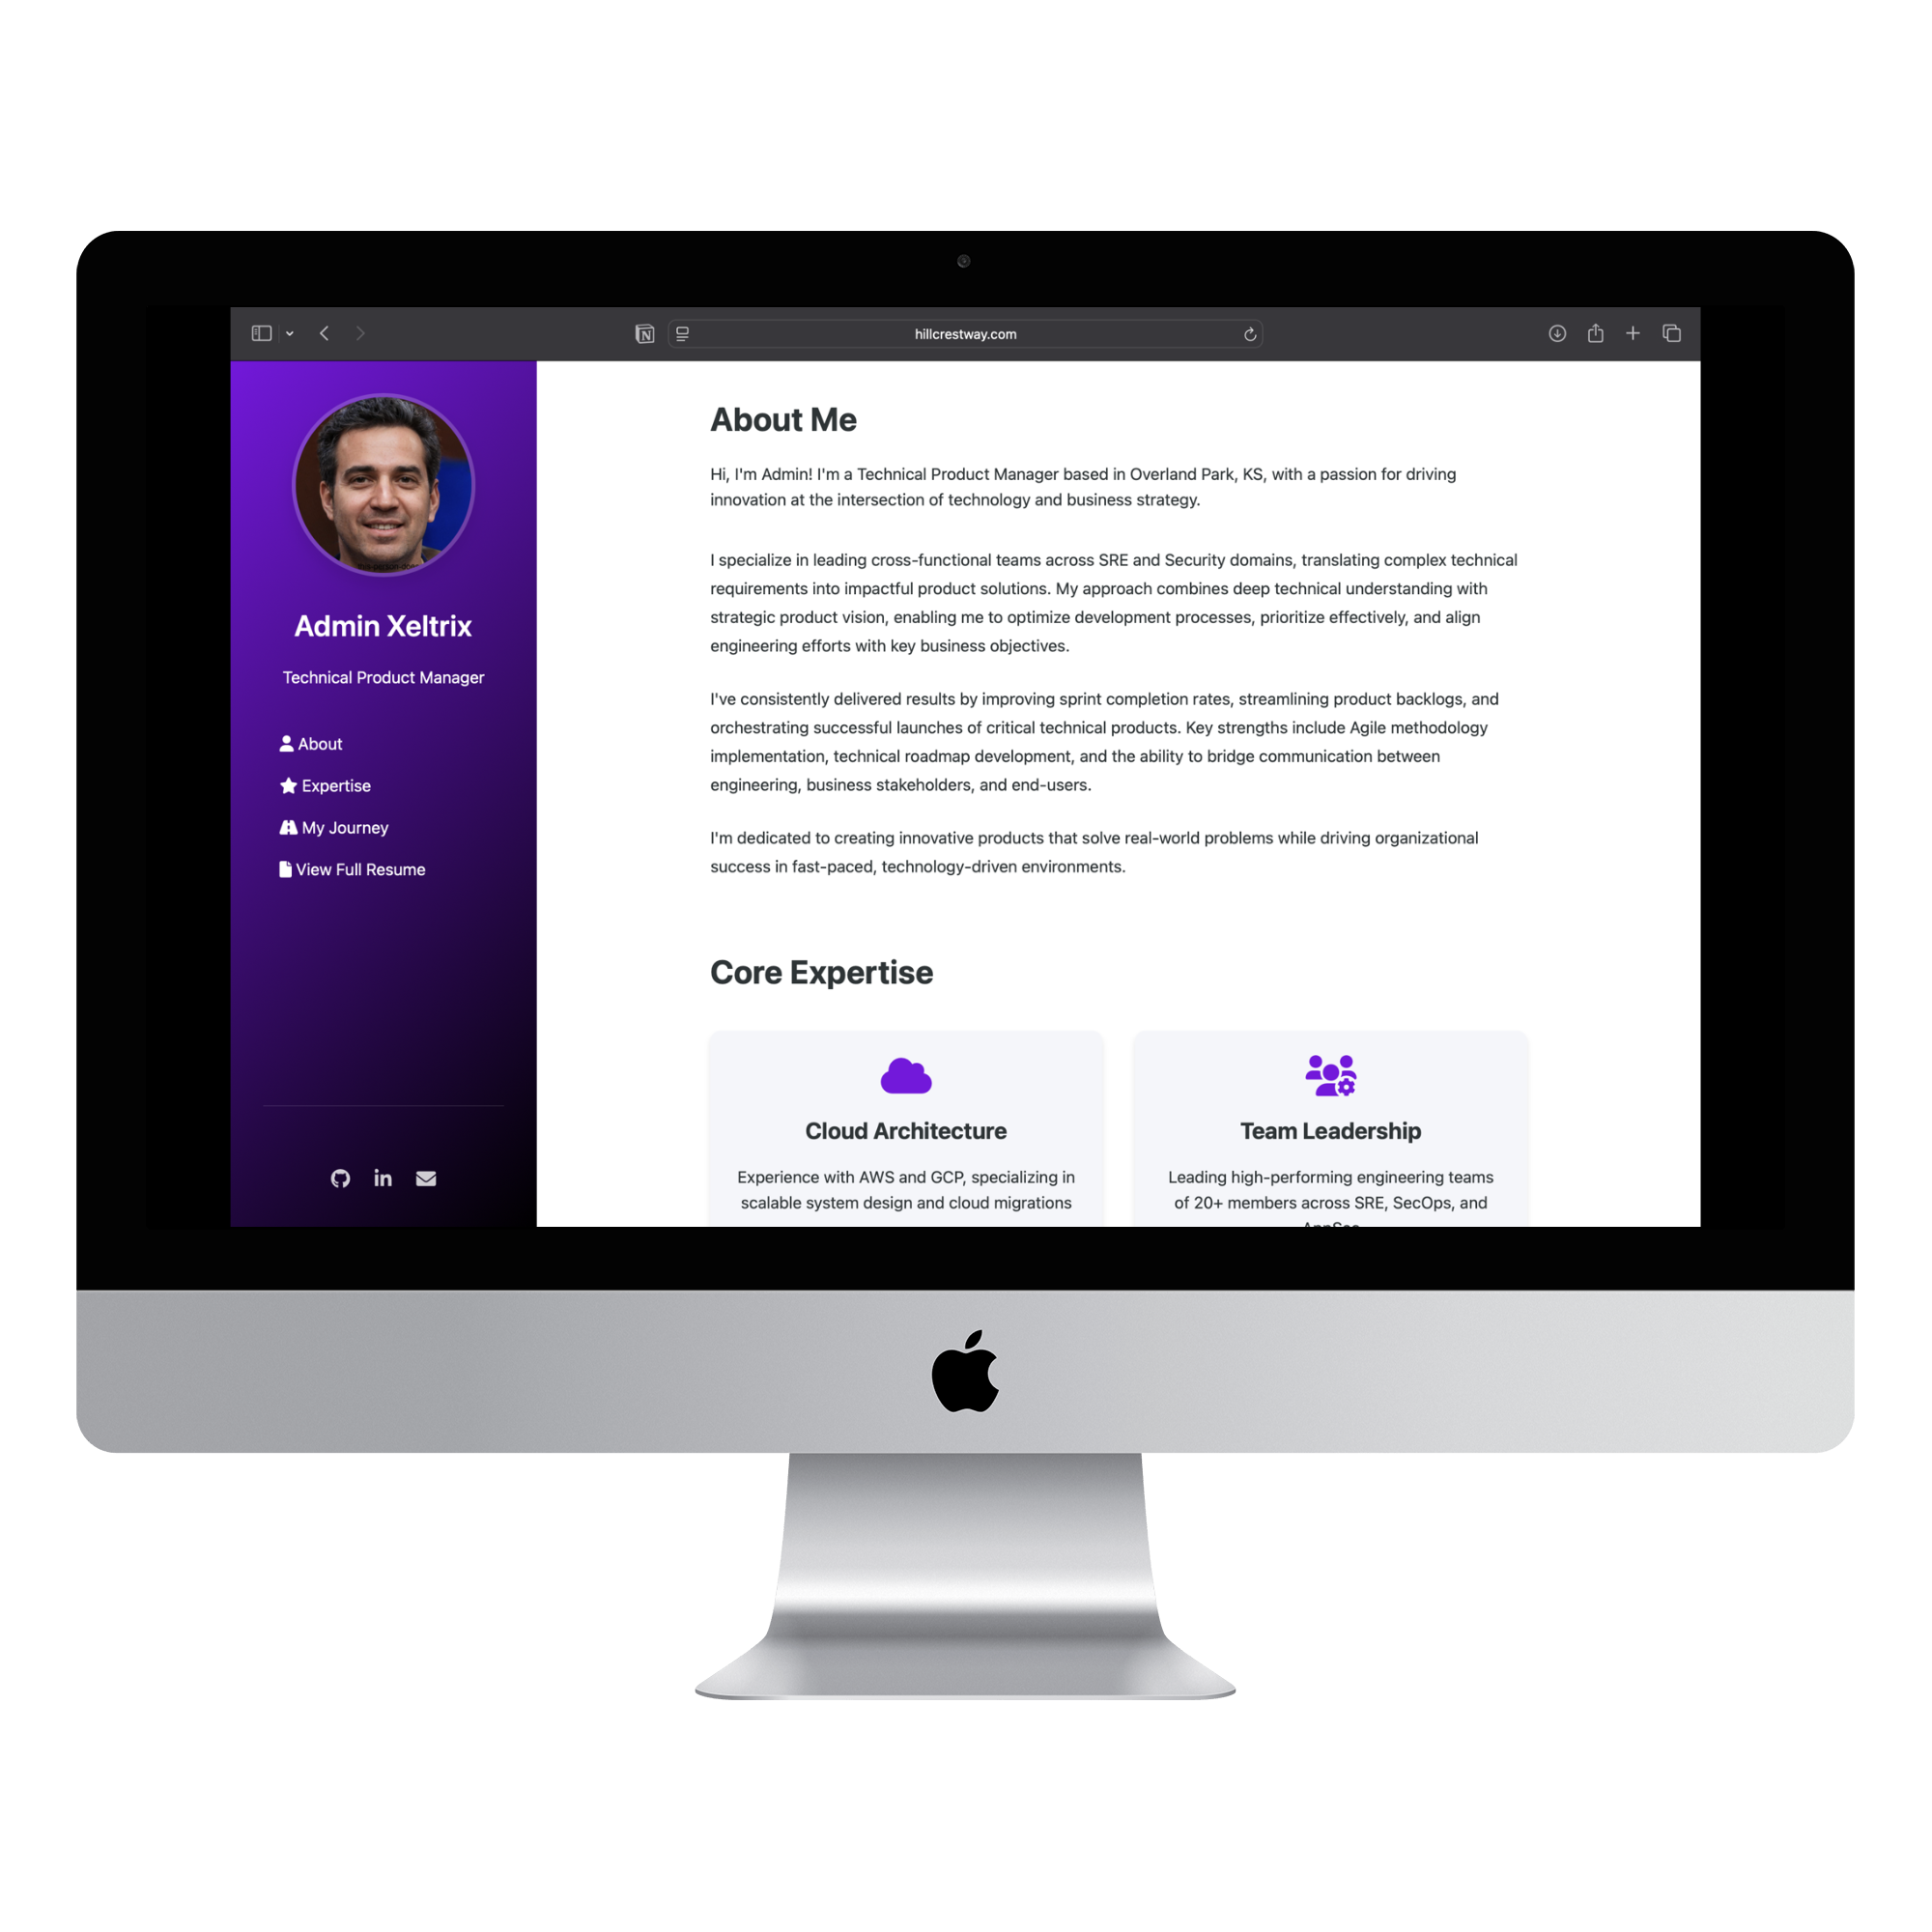 hillcrestway.com
Admin Xeltrix
Technical Product Manager
About
Expertise
My Journey
View Full Resume
About Me
Hi, I'm Admin! I'm a Technical Product Manager based in Overland Park, KS, with a passion for driving
innovation at the intersection of technology and business strategy.
I specialize in leading cross-functional teams across SRE and Security domains, translating complex technical
requirements into impactful product solutions. My approach combines deep technical understanding with
strategic product vision, enabling me to optimize development processes, prioritize effectively, and align
engineering efforts with key business objectives.
I've consistently delivered results by improving sprint completion rates, streamlining product backlogs, and
orchestrating successful launches of critical technical products. Key strengths include Agile methodology
implementation, technical roadmap development, and the ability to bridge communication between
engineering, business stakeholders, and end-users.
I'm dedicated to creating innovative products that solve real-world problems while driving organizational
success in fast-paced, technology-driven environments.
Core Expertise
Cloud Architecture
Experience with AWS and GCP, specializing in
scalable system design and cloud migrations
Team Leadership
Leading high-performing engineering teams
of 20+ members across SRE, SecOps, and